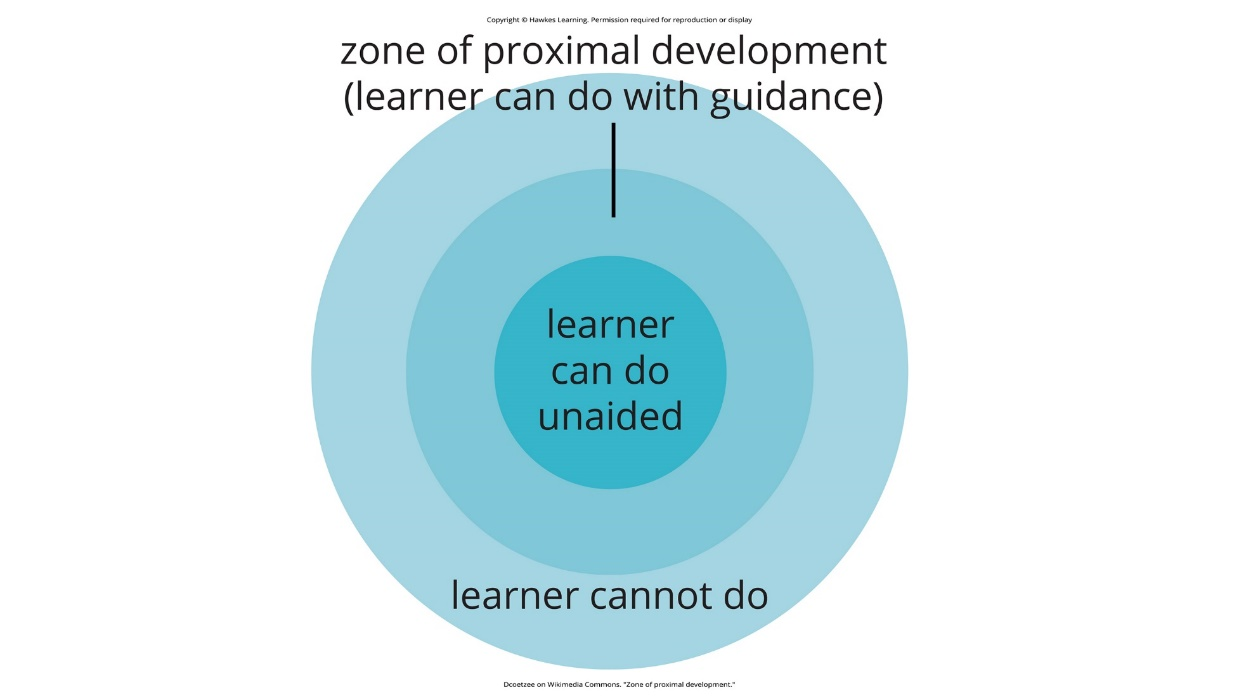 Copyright © Hawkes Learning. Permission required for reproduction or display
zone of proximal development
(learner can do with guidance)
learner
can do
unaided
learner cannot do
Dcoetzee on Wikimedia Commons. "Zone of proximal development."